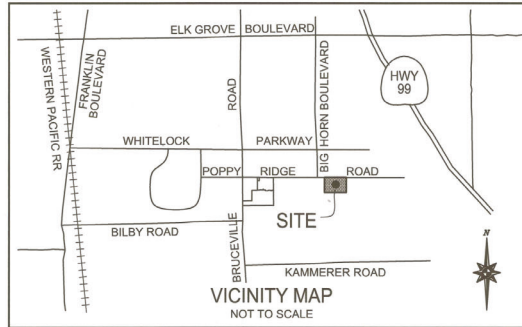 ELK GROVE BOULEVARD
WESTERN PACIFIC RR
FRANKLIN
BOULEVARD
ROAD
BIG HORN BOULEVARD
HWY
99
WHITELOCK PARKWAY
POPPY RIDGE ROAD
SITE
BILBY ROAD
BRUCEVILLE
KAMMERER ROAD
N
VICINITY MAP
NOT TO SCALE